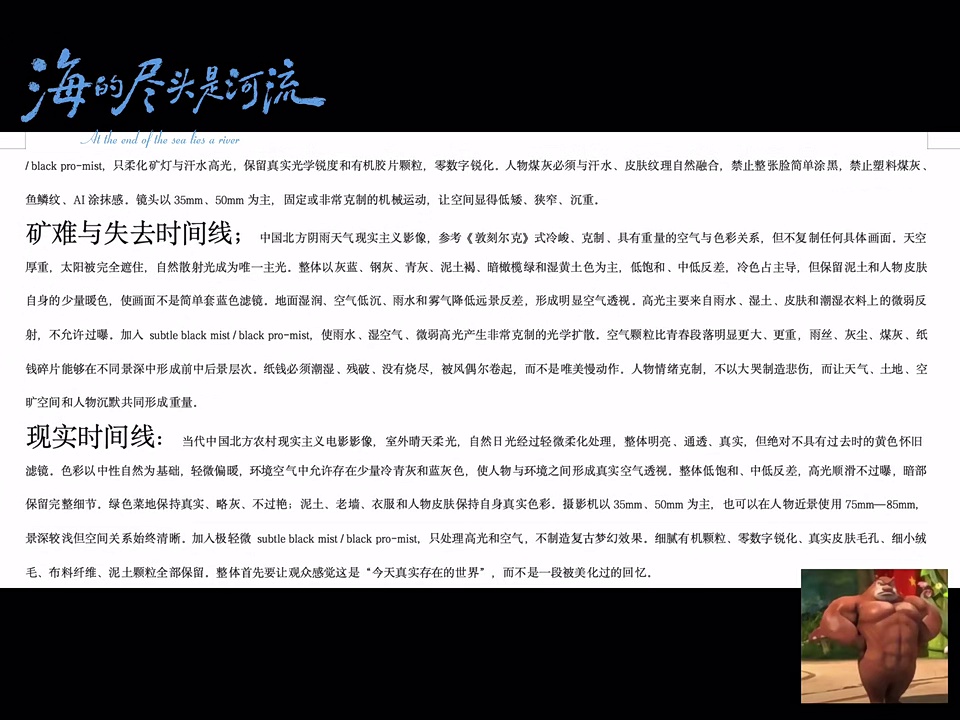 海的尽头是河流
At the end of the sea lies a river
/ black pro-mist，只柔化矿灯与汗水高光，保留真实光学锐度和有机胶片颗粒，零数字锐化。人物煤灰必须与汗水、皮肤纹理自然融合，禁止整张脸简单涂黑，禁止塑料煤灰、
鱼鳞纹、AI 涂抹感。镜头以 35mm、50mm 为主，固定或非常克制的机械运动，让空间显得低矮、狭窄、沉重。
矿难与失去时间线； 中国北方阴雨天气现实主义影像，参考《敦刻尔克》式冷峻、克制、具有重量的空气与色彩关系，但不复制任何具体画面。天空
厚重，太阳被完全遮住，自然散射光成为唯一主光。整体以灰蓝、钢灰、青灰、泥土褐、暗橄榄绿和湿黄土色为主，低饱和、中低反差，冷色占主导，但保留泥土和人物皮肤
自身的少量暖色，使画面不是简单套蓝色滤镜。地面湿润、空气低沉、雨水和雾气降低远景反差，形成明显空气透视。高光主要来自雨水、湿土、皮肤和潮湿衣料上的微弱反
射，不允许过曝。加入 subtle black mist / black pro-mist，使雨水、湿空气、微弱高光产生非常克制的光学扩散。空气颗粒比青春段落明显更大、更重，雨丝、灰尘、煤灰、纸
钱碎片能够在不同景深中形成前中后景层次。纸钱必须潮湿、残破、没有烧尽，被风偶尔卷起，而不是唯美慢动作。人物情绪克制，不以大哭制造悲伤，而让天气、土地、空
旷空间和人物沉默共同形成重量。
现实时间线： 当代中国北方农村现实主义电影影像，室外晴天柔光，自然日光经过轻微柔化处理，整体明亮、通透、真实，但绝对不具有过去时的黄色怀旧
滤镜。色彩以中性自然为基础，轻微偏暖，环境空气中允许存在少量冷青灰和蓝灰色，使人物与环境之间形成真实空气透视。整体低饱和、中低反差，高光顺滑不过曝，暗部
保留完整细节。绿色菜地保持真实、略灰、不过艳；泥土、老墙、衣服和人物皮肤保持自身真实色彩。摄影机以 35mm、50mm 为主，也可以在人物近景使用 75mm—85mm，
景深较浅但空间关系始终清晰。加入极轻微 subtle black mist / black pro-mist，只处理高光和空气，不制造复古梦幻效果。细腻有机颗粒、零数字锐化、真实皮肤毛孔、细小绒
毛、布料纤维、泥土颗粒全部保留。整体首先要让观众感觉这是“今天真实存在的世界”，而不是一段被美化过的回忆。